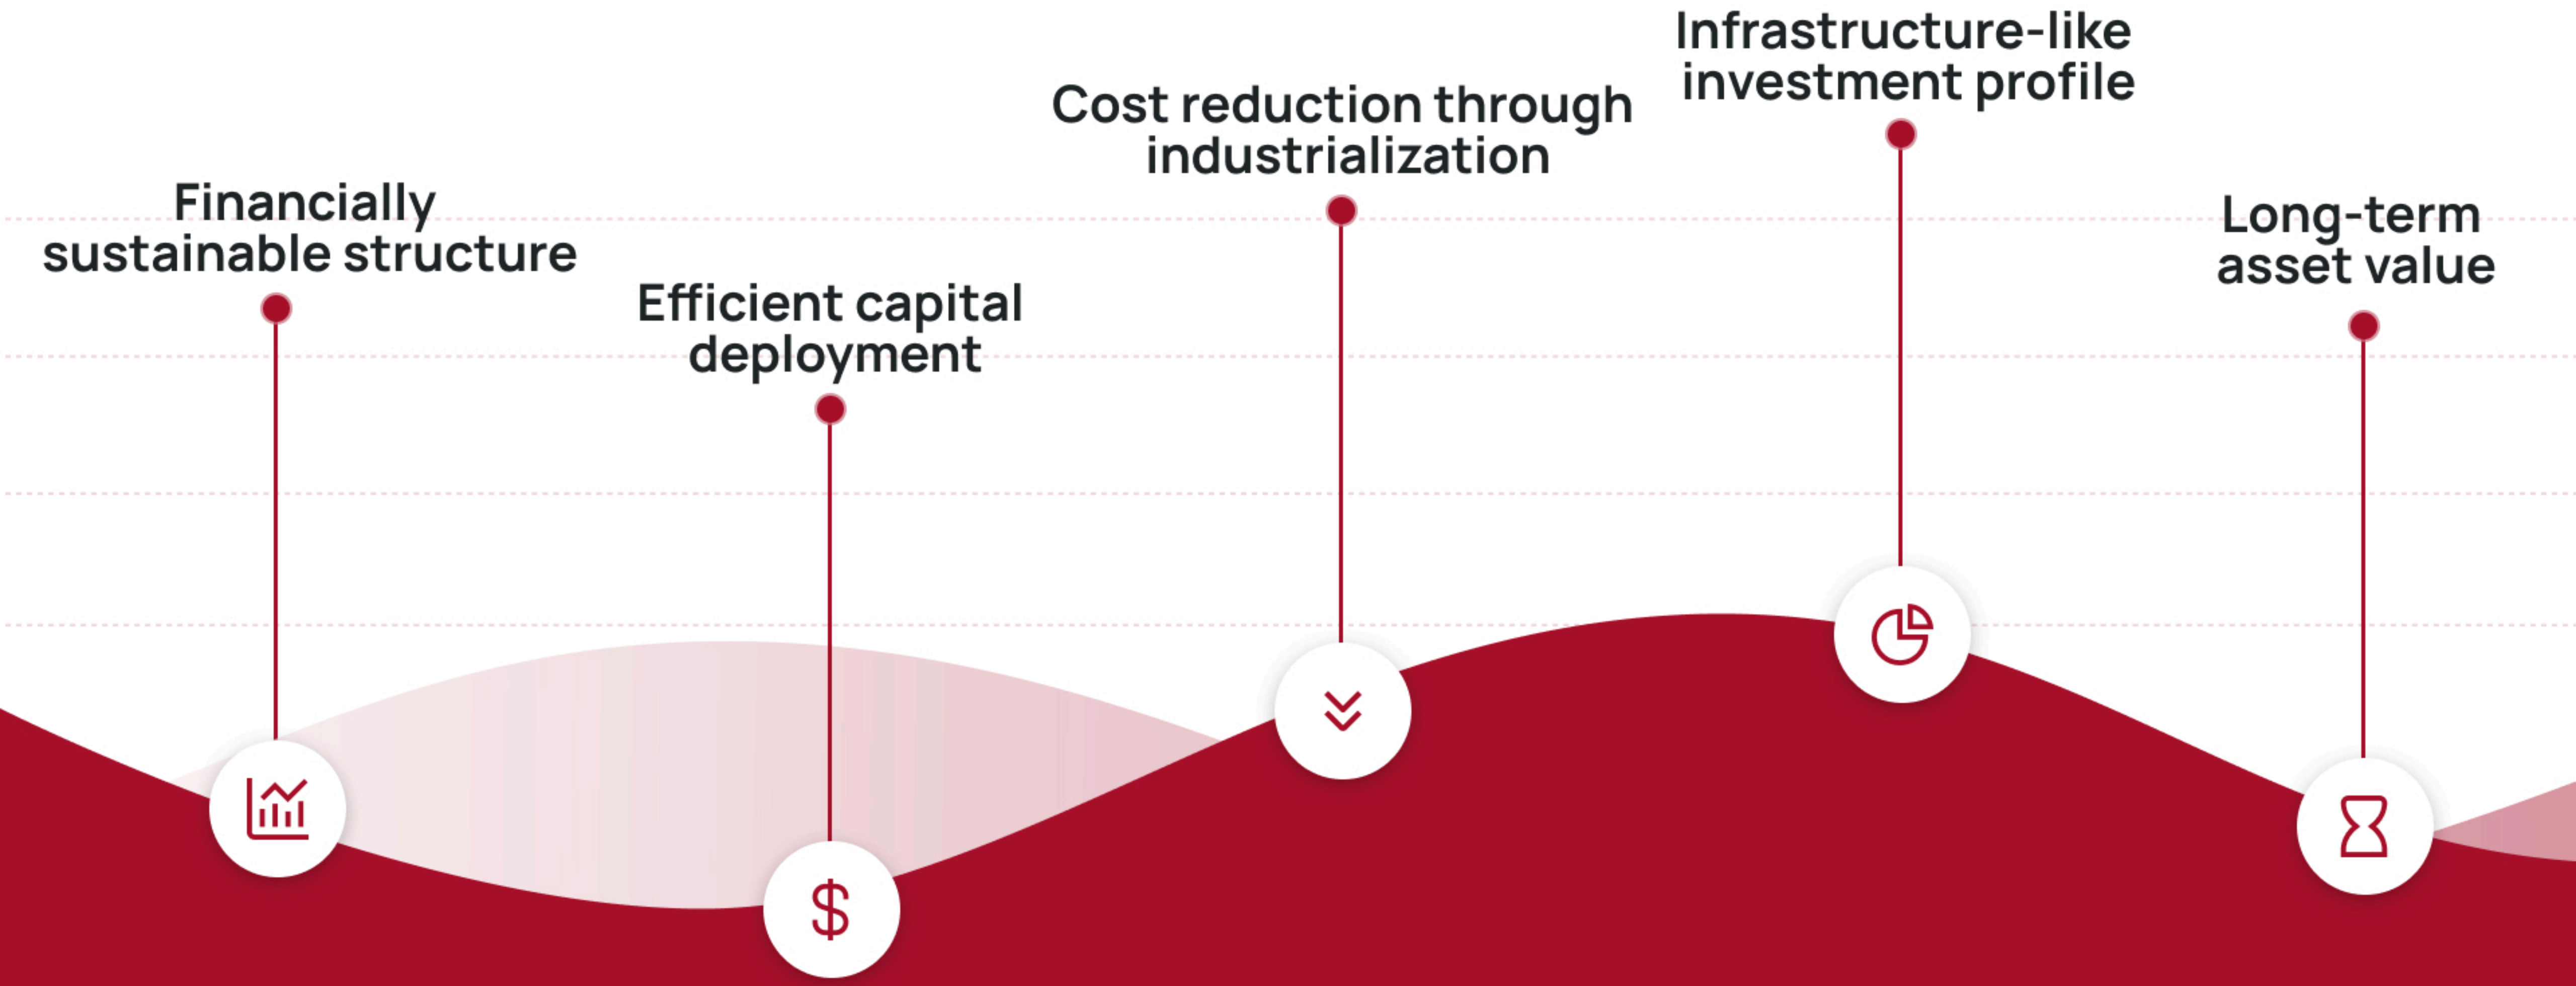 Financially
sustainable structure
Efficient capital
deployment
Cost reduction through
industrialization
Infrastructure-like
investment profile
Long-term
asset value